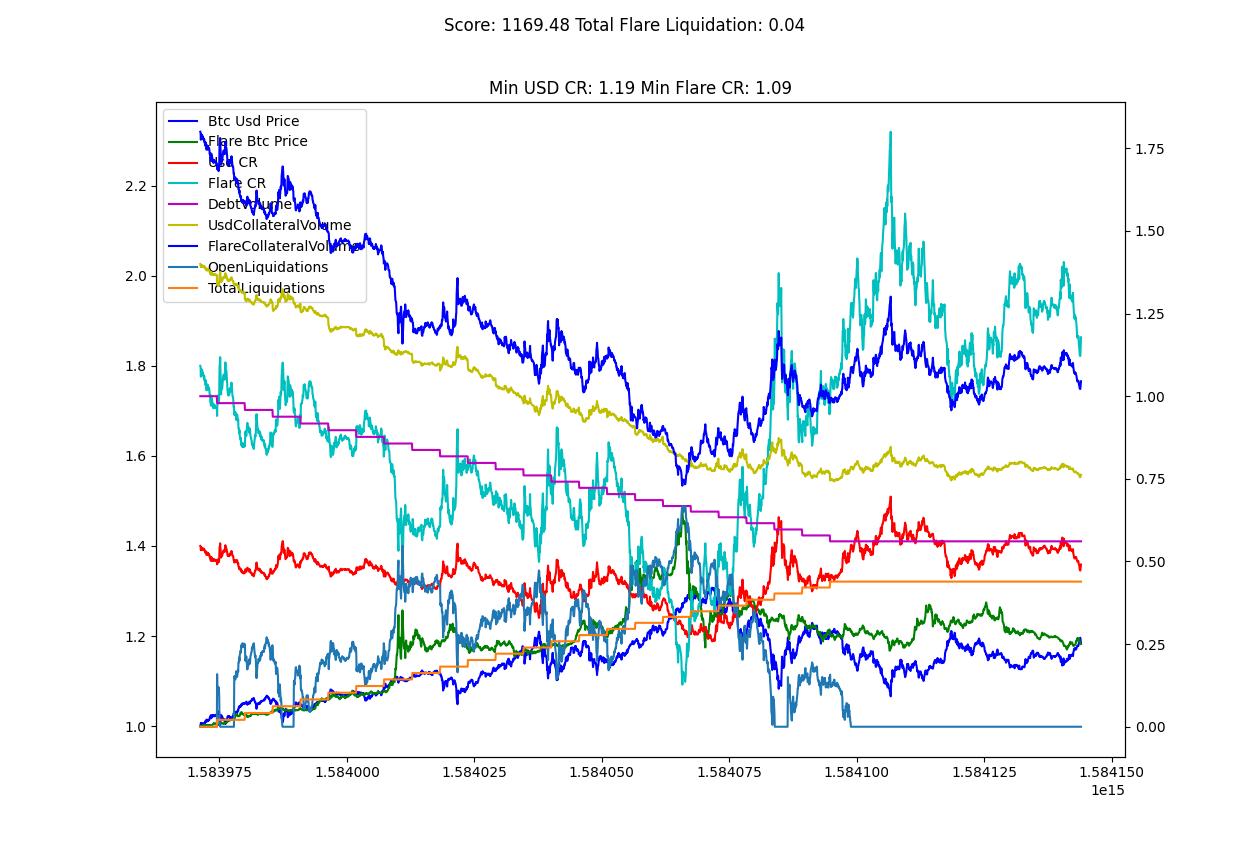 Score: 1169.48 Total Flare Liquidation: 0.04
Min USD CR: 1.19 Min Flare CR: 1.09
Btc Usd Price
Flare Btc Price
Usd CR
Flare CR
DebtVolume
UsdCollateralVolume
FlareCollateralVolume
OpenLiquidations
TotalLiquidations
2.2
2.0
1.8
1.6
1.4
1.2
1.0
1.75
1.50
1.25
1.00
0.75
0.50
0.25
0.00
1.583975 1.584000 1.584025 1.584050 1.584075 1.584100 1.584125 1.584150
1e15